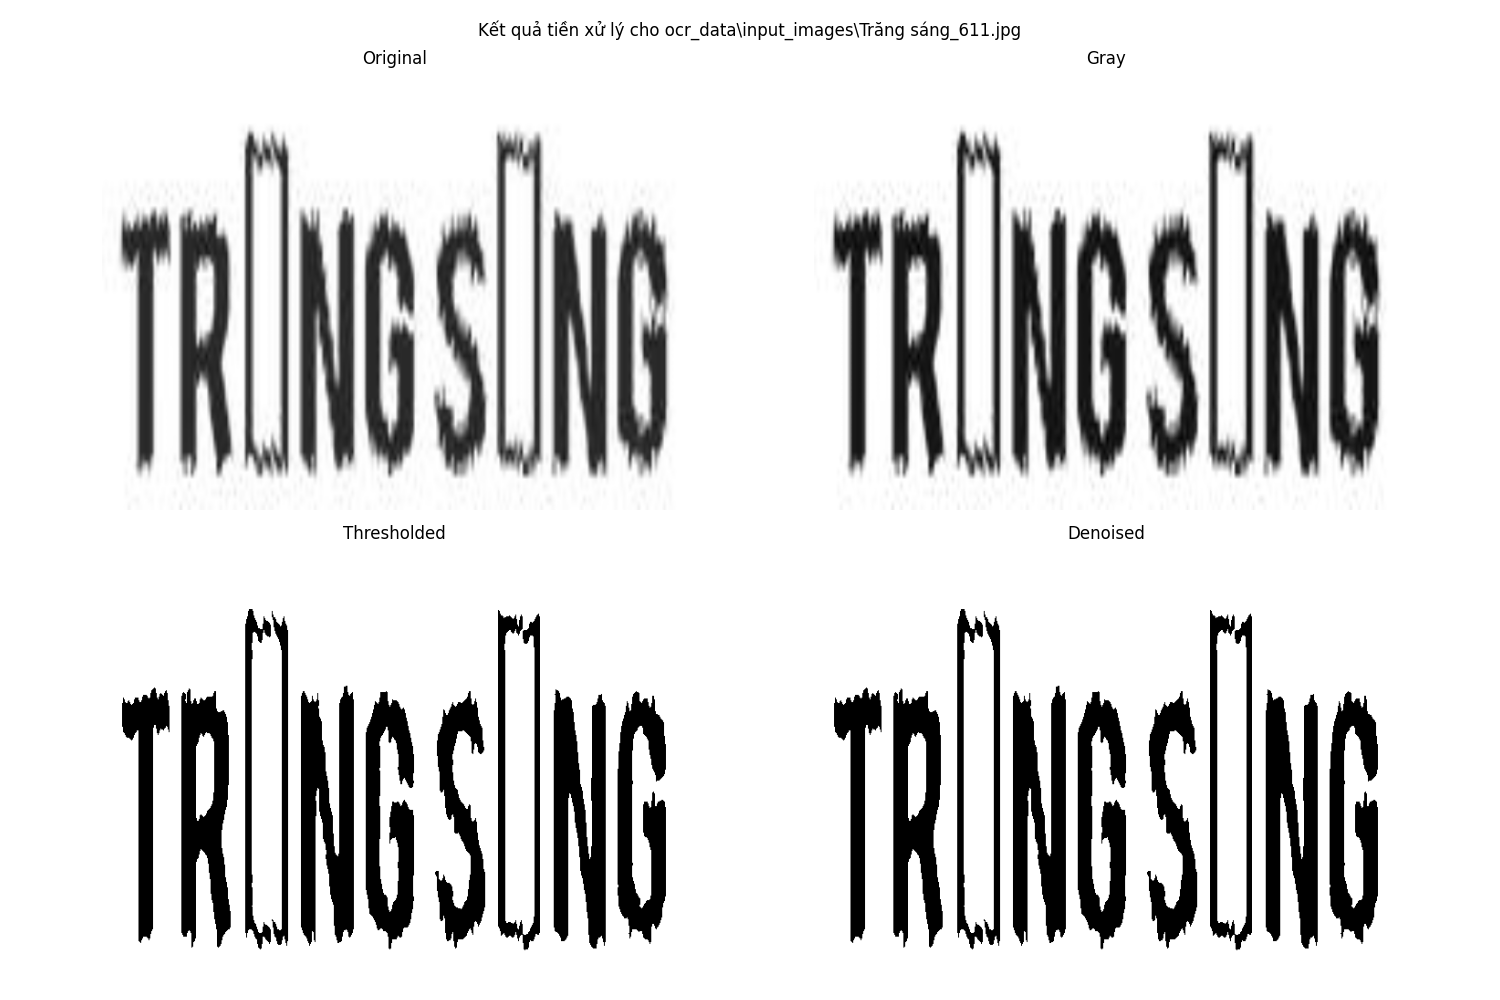 Kết quả tiền xử lý cho ocr_data\input_images\Trăng sáng_611.jpg
Original
Gray
TR▯NG S▯NG
TR▯NG S▯NG
Thresholded
Denoised
TR▯NG S▯NG
TR▯NG S▯NG